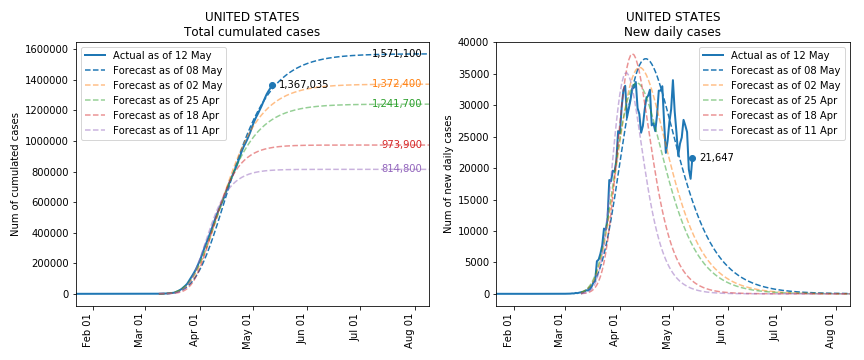 UNITED STATES
Total cumulated cases
1600000
1400000
1200000
1000000
800000
600000
400000
200000
0
Num of cumulated cases
Actual as of 12 May
Forecast as of 08 May
Forecast as of 02 May
Forecast as of 25 Apr
Forecast as of 18 Apr
Forecast as of 11 Apr
1,571,100
1,367,035
1,372,400
1,241,700
973,900
814,800
Feb 01
Mar 01
Apr 01
May 01
Jun 01
Jul 01
Aug 01
UNITED STATES
New daily cases
40000
35000
30000
25000
20000
15000
10000
5000
0
Num of new daily cases
Actual as of 12 May
Forecast as of 08 May
Forecast as of 02 May
Forecast as of 25 Apr
Forecast as of 18 Apr
Forecast as of 11 Apr
21,647
Feb 01
Mar 01
Apr 01
May 01
Jun 01
Jul 01
Aug 01